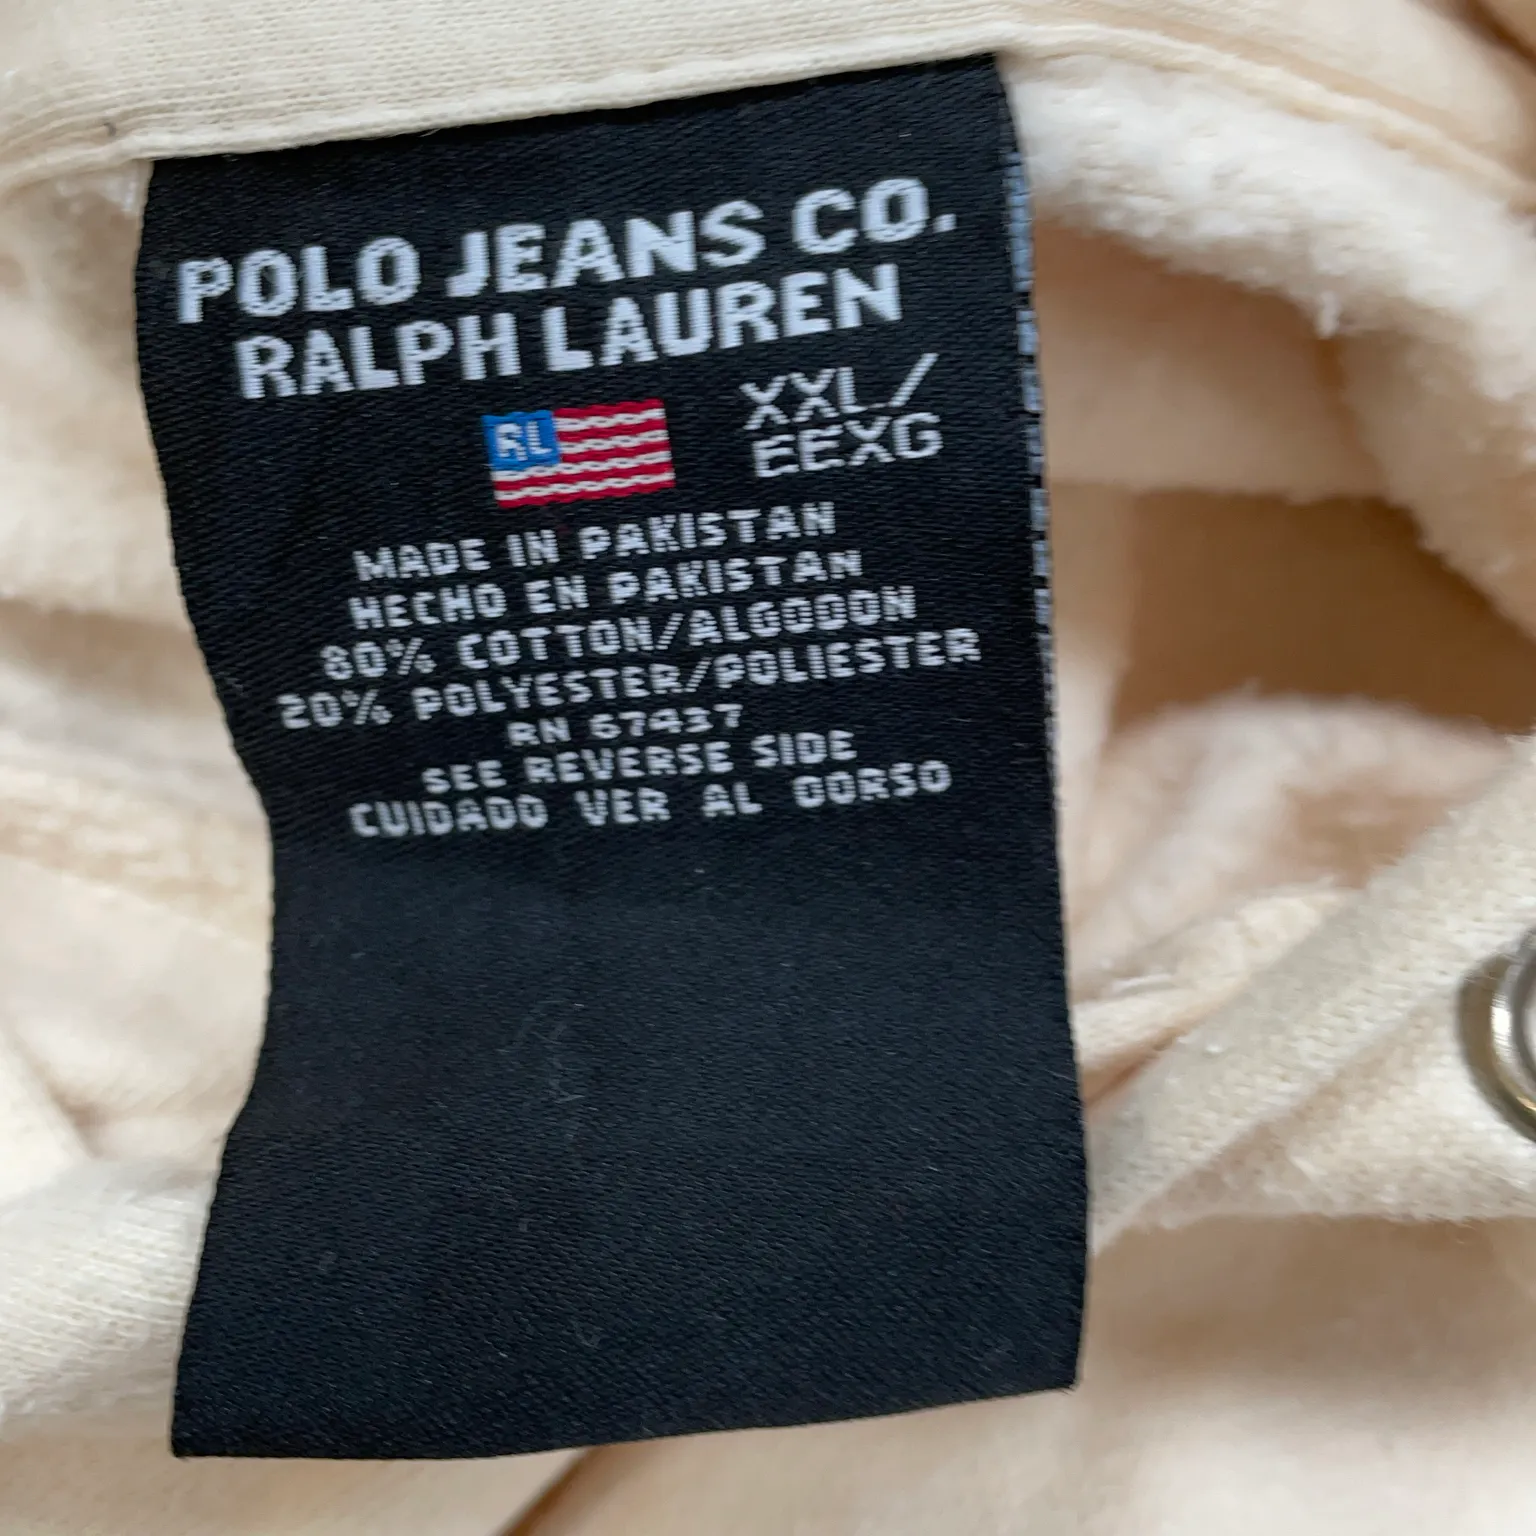 POLO JEANS CO.
RALPH LAUREN
RL
XXL/
EEXG
MADE IN PAKISTAN
HECHO EN PAKISTAN
80% COTTON/ALGODON
20% POLYESTER/POLIESTER
RN 67437
SEE REVERSE SIDE
CUIDADO VER AL DORSO